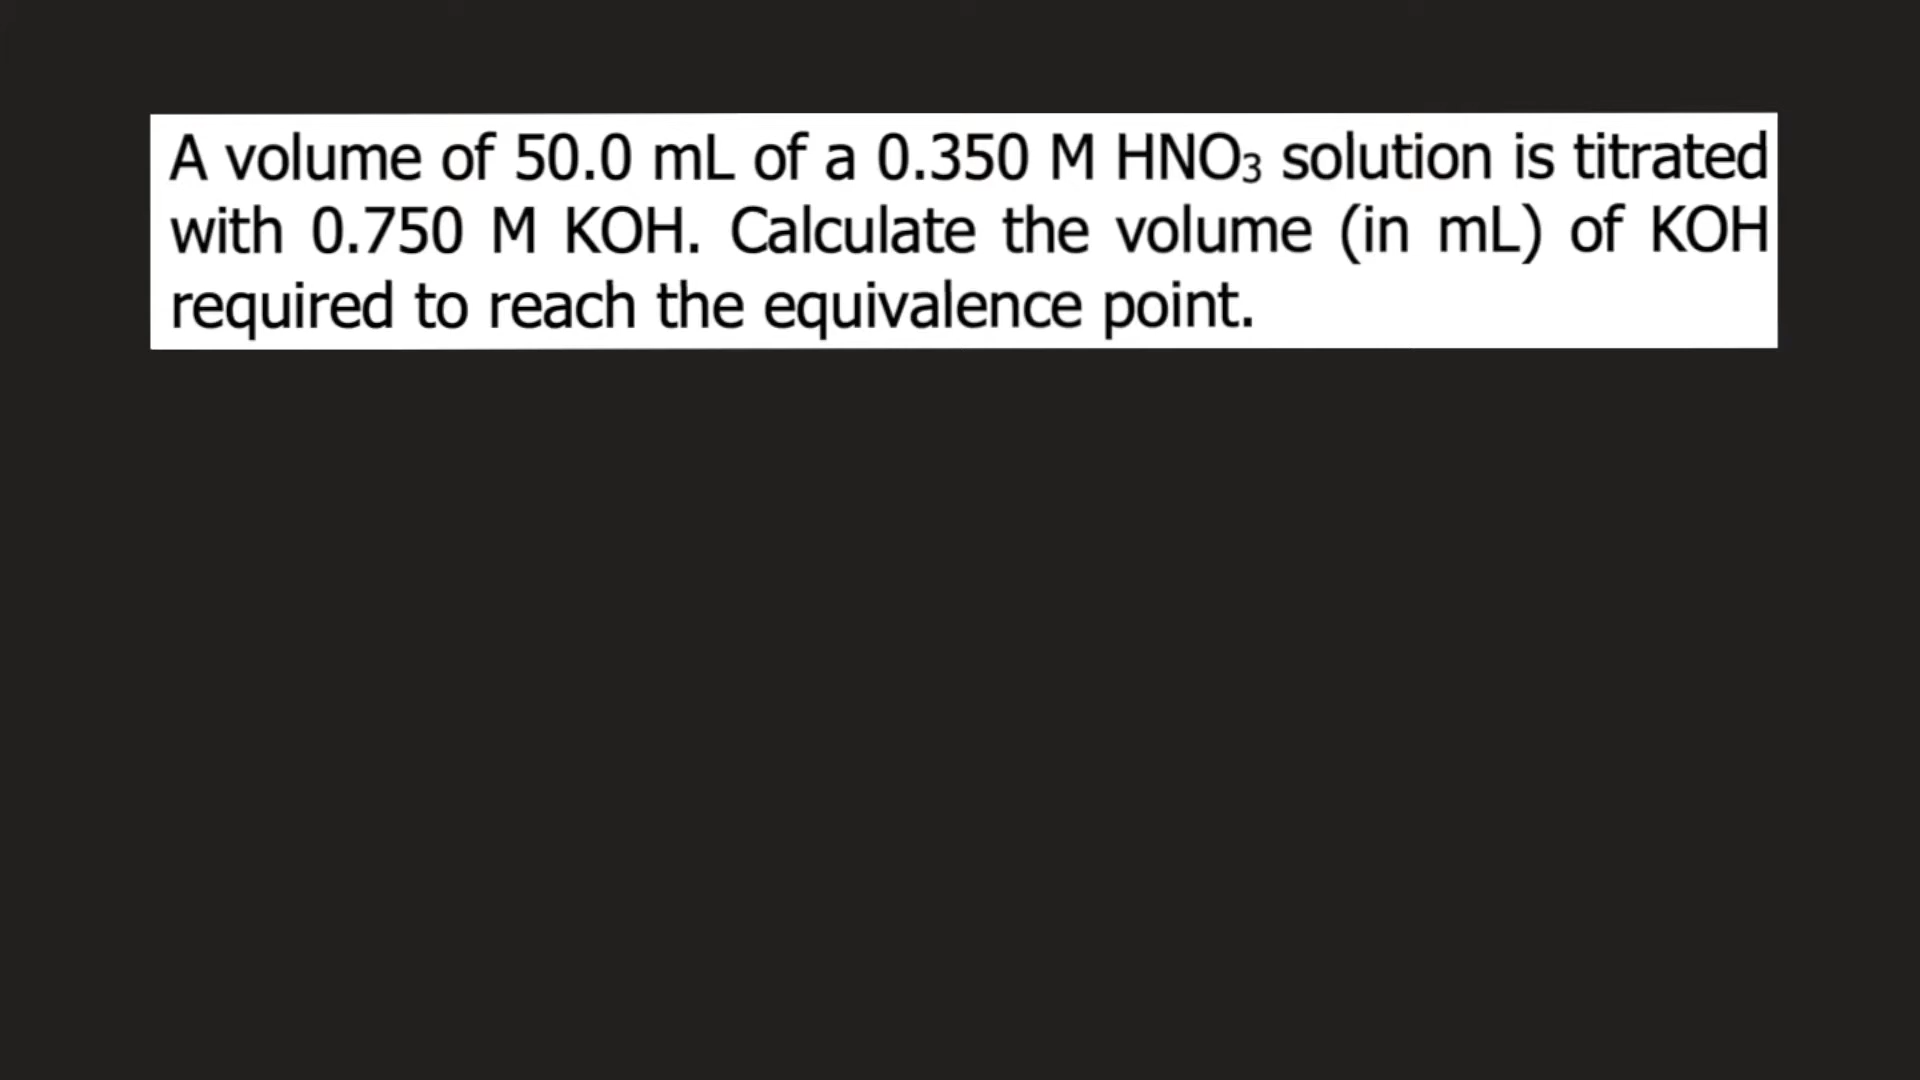 A volume of 50.0 mL of a 0.350 M HNO₃ solution is titrated
with 0.750 M KOH. Calculate the volume (in mL) of KOH
required to reach the equivalence point.